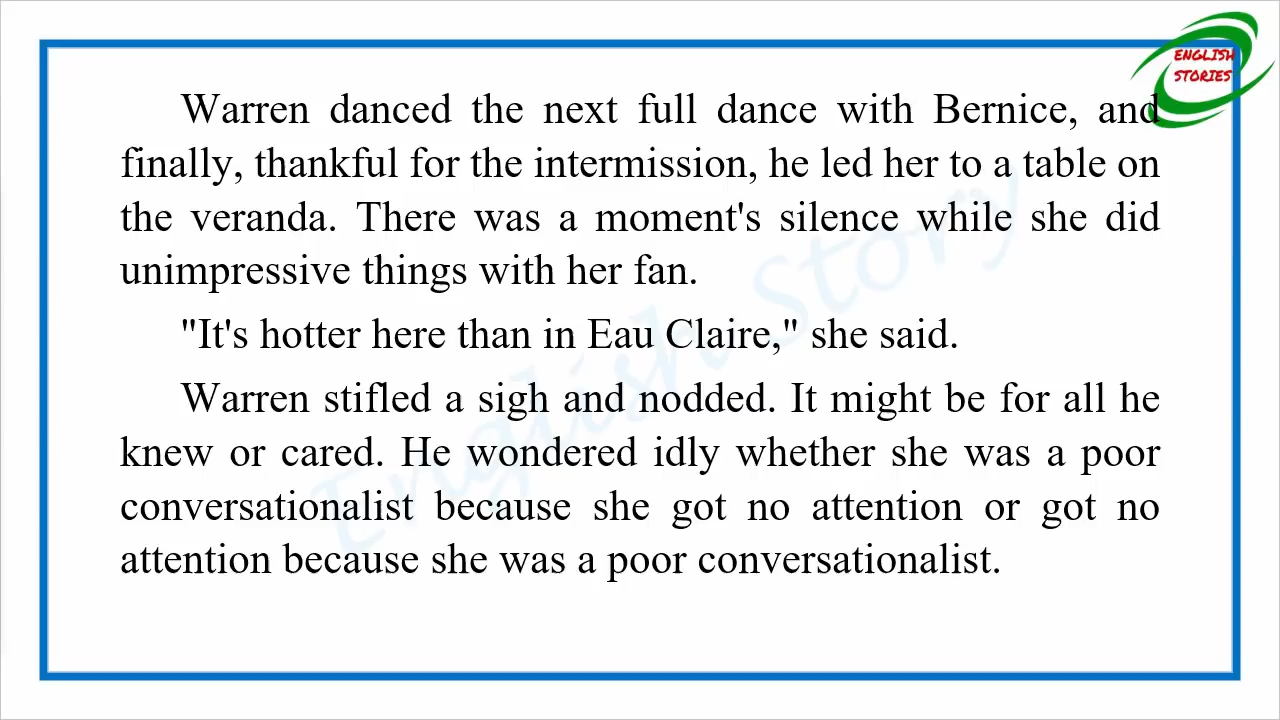 ENGLISH
STORIES
Warren danced the next full dance with Bernice, and
finally, thankful for the intermission, he led her to a table on
the veranda. There was a moment's silence while she did
unimpressive things with her fan.
"It's hotter here than in Eau Claire," she said.
Warren stifled a sigh and nodded. It might be for all he
knew or cared. He wondered idly whether she was a poor
conversationalist because she got no attention or got no
attention because she was a poor conversationalist.
English Story